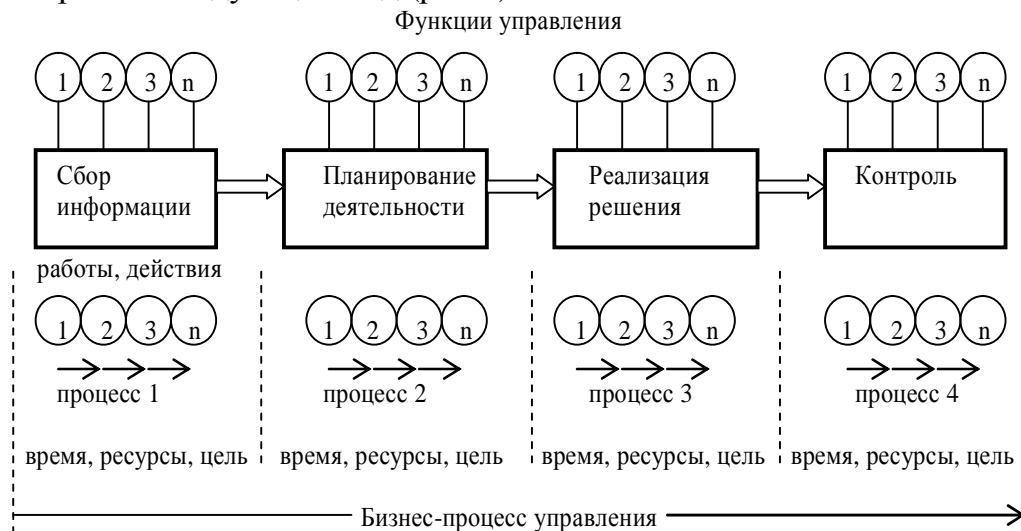 Функции управления
1 2 3 n 1 2 3 n 1 2 3 n 1 2 3 n
Сбор информации
Планирование деятельности
Реализация решения
Контроль
работы, действия
1 2 3 n 1 2 3 n 1 2 3 n 1 2 3 n
процесс 1 процесс 2 процесс 3 процесс 4
время, ресурсы, цель время, ресурсы, цель время, ресурсы, цель время, ресурсы, цель
Бизнес-процесс управления